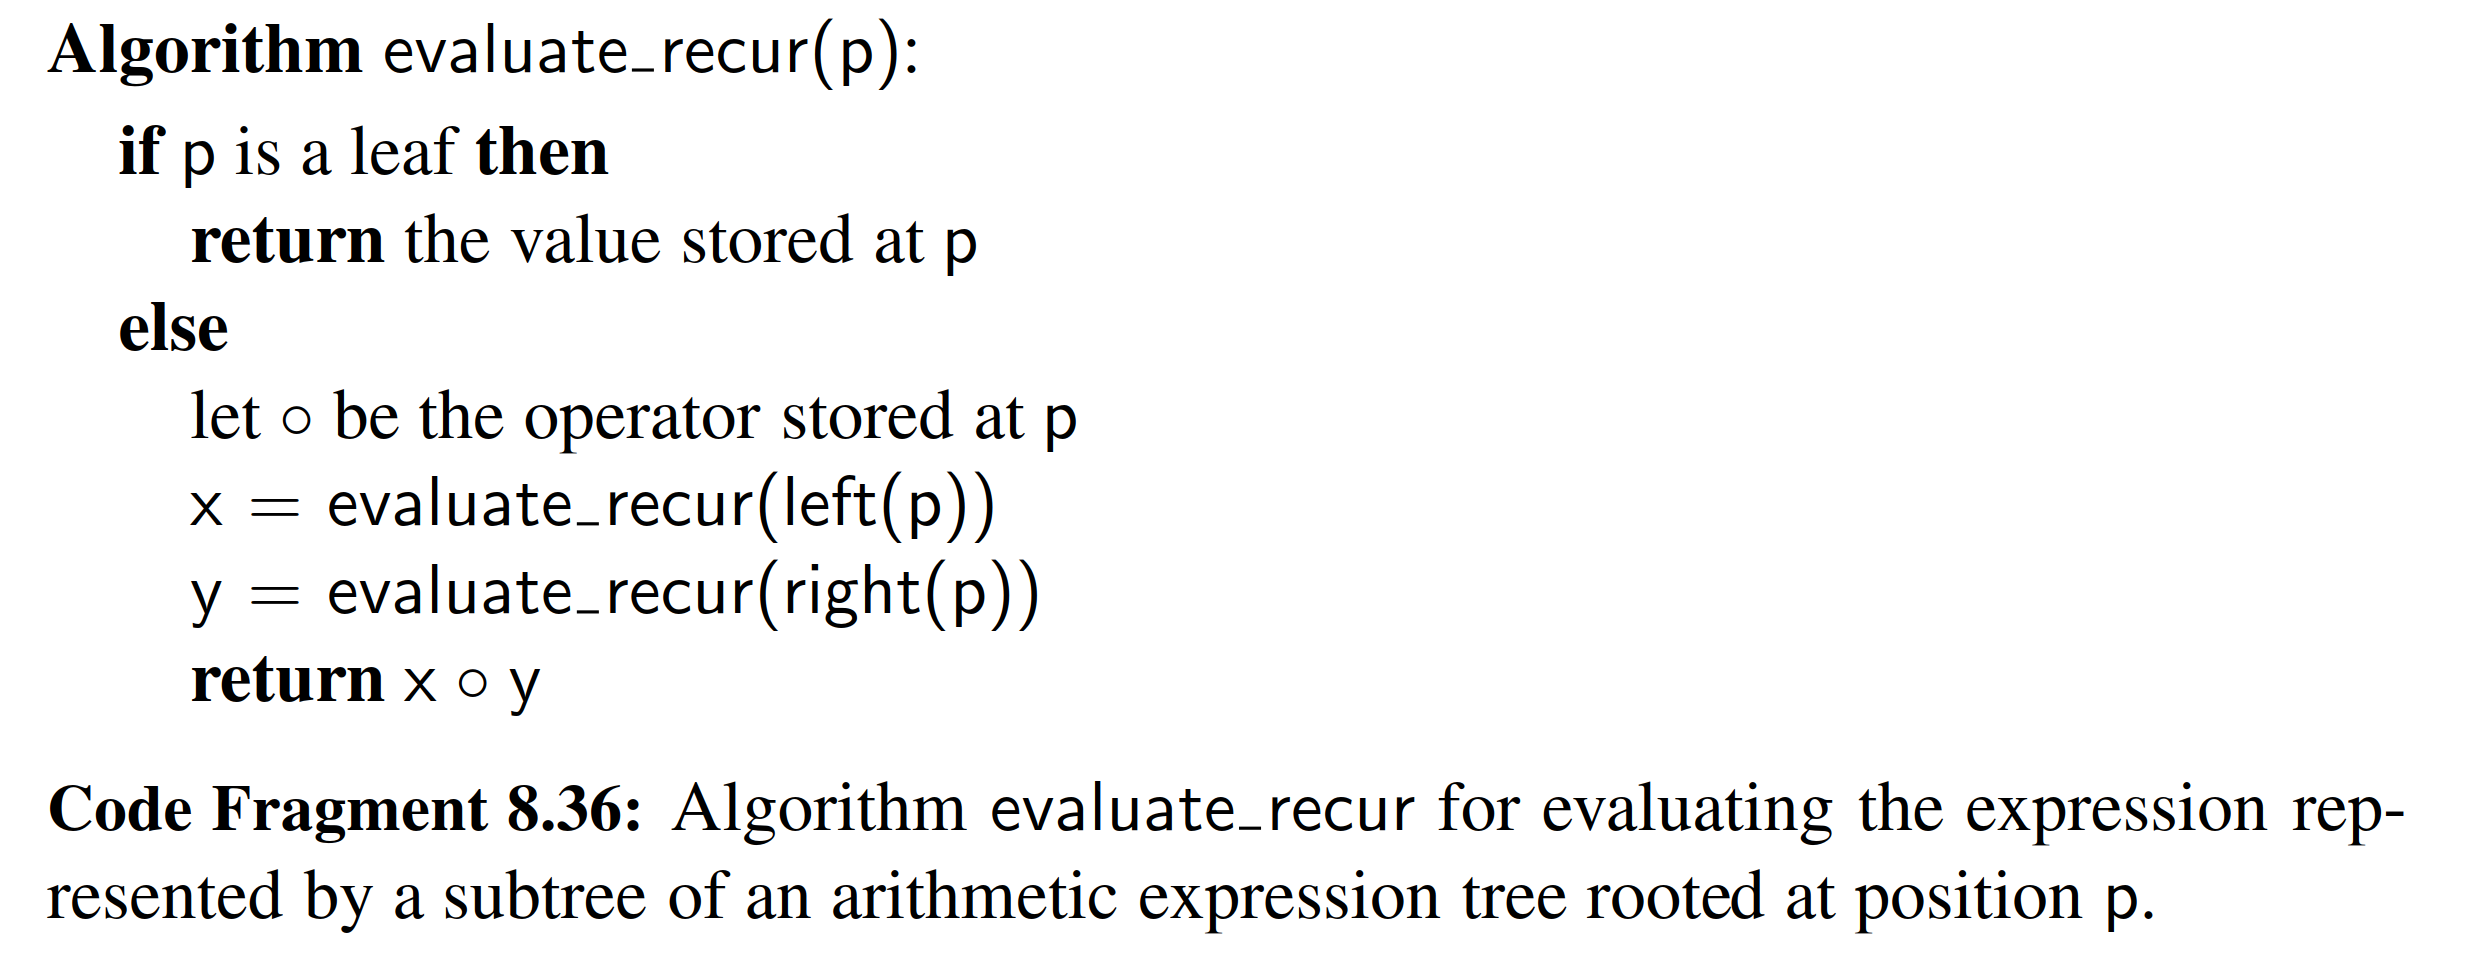 Algorithm evaluate_recur(p):
if p is a leaf then
return the value stored at p
else
let ∘ be the operator stored at p
x = evaluate_recur(left(p))
y = evaluate_recur(right(p))
return x ∘ y
Code Fragment 8.36: Algorithm evaluate_recur for evaluating the expression rep-
resented by a subtree of an arithmetic expression tree rooted at position p.